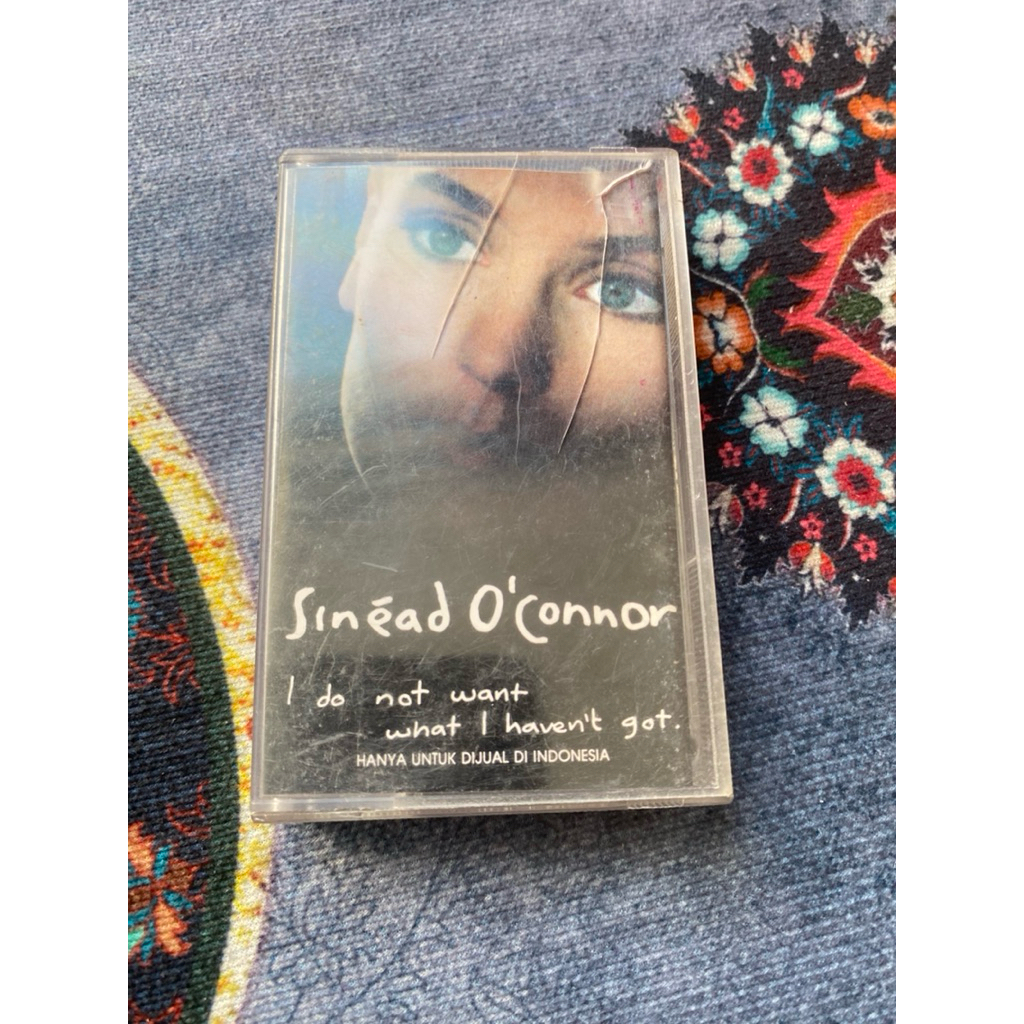 Sinéad O'Connor
I do not want
what I haven't got.
HANYA UNTUK DIJUAL DI INDONESIA